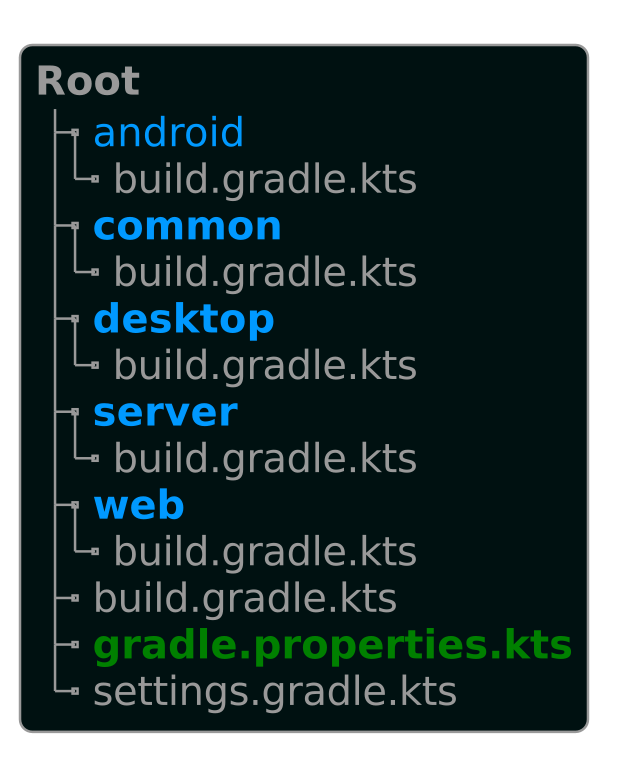 Root
android
build.gradle.kts
common
build.gradle.kts
desktop
build.gradle.kts
server
build.gradle.kts
web
build.gradle.kts
build.gradle.kts
gradle.properties.kts
settings.gradle.kts